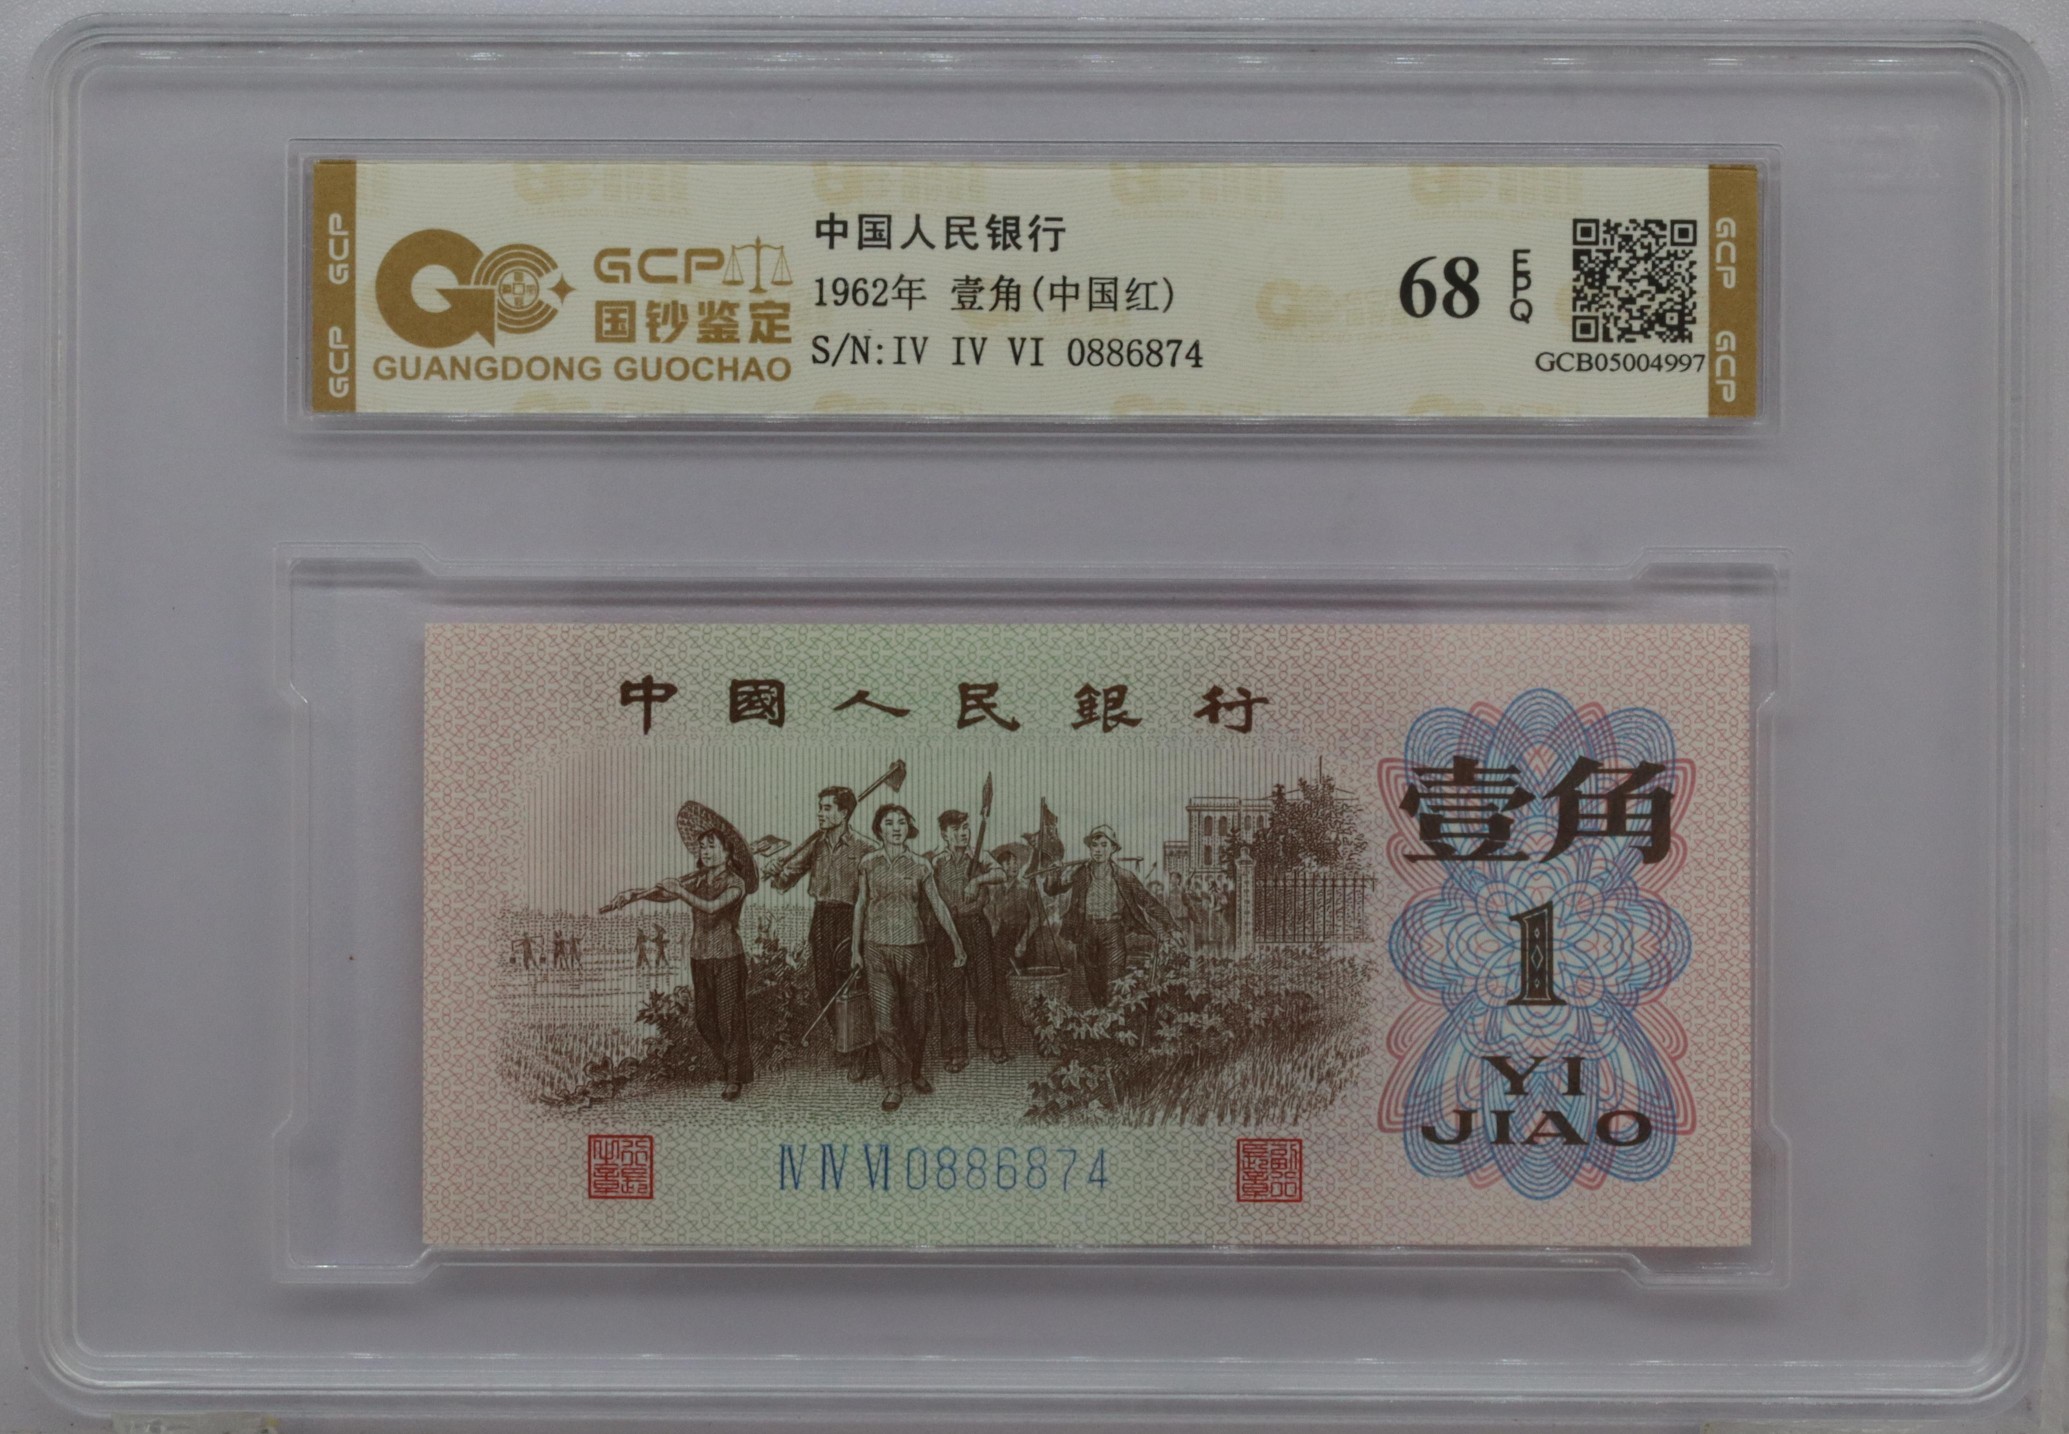 GCP GCP
GCP
国钞鉴定
GUANGDONG GUOCHAO
中国人民银行
1962年 壹角(中国红)
S/N:IV IV VI 0886874
68 EPQ
GCB05004997
GCP GCP
中國人民銀行
壹角
1
YI
JIAO
IV IV VI 0886874